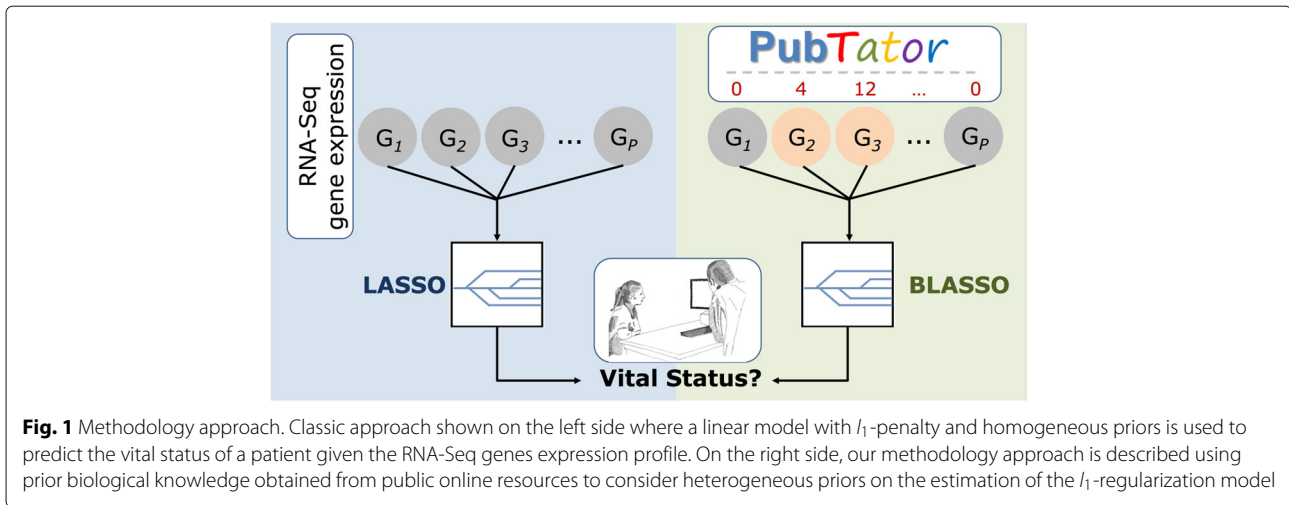 RNA-Seq
gene expression
PubTator
0 4 12 ... 0
G1 G2 G3 ... GP
G1 G2 G3 ... GP
LASSO
BLASSO
Vital Status?
Fig. 1 Methodology approach. Classic approach shown on the left side where a linear model with l1-penalty and homogeneous priors is used to
predict the vital status of a patient given the RNA-Seq genes expression profile. On the right side, our methodology approach is described using
prior biological knowledge obtained from public online resources to consider heterogeneous priors on the estimation of the l1-regularization model